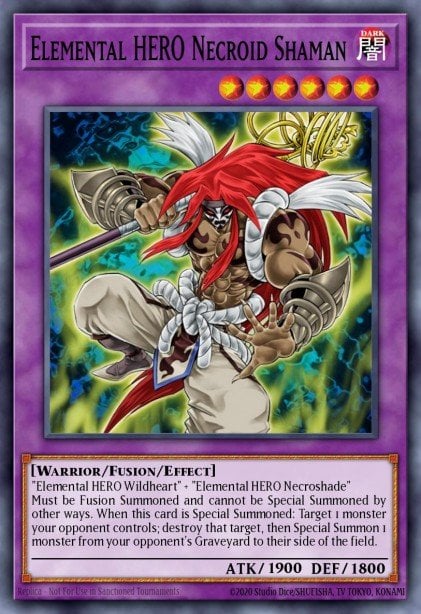 Elemental HERO Necroid Shaman
DARK
闇
[Warrior/Fusion/Effect]
"Elemental HERO Wildheart" + "Elemental HERO Necroshade"
Must be Fusion Summoned and cannot be Special Summoned by
other ways. When this card is Special Summoned: Target 1 monster
your opponent controls; destroy that target, then Special Summon 1
monster from your opponent's Graveyard to their side of the field.
ATK/1900 DEF/1800
Replica - Not For Use in Sanctioned Tournaments
©2020 Studio Dice/SHUEISHA, TV TOKYO, KONAMI